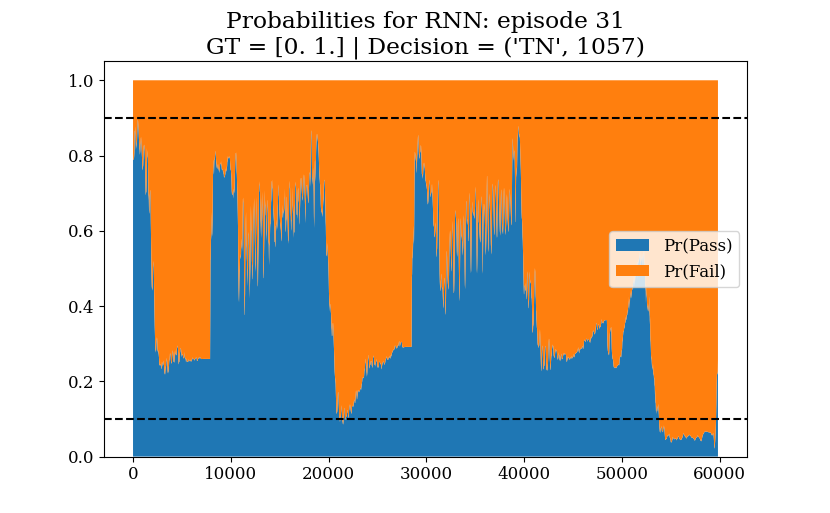 Probabilities for RNN: episode 31
GT = [0. 1.] | Decision = ('TN', 1057)
1.0
0.8
0.6
0.4
0.2
0.0
Pr(Pass)
Pr(Fail)
0 10000 20000 30000 40000 50000 60000